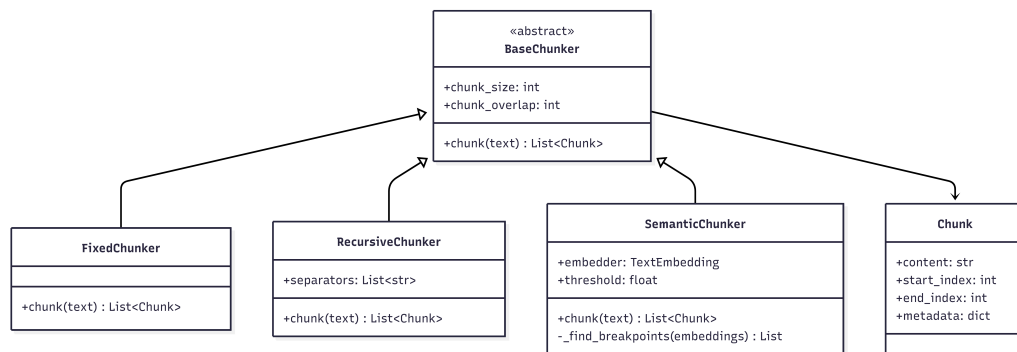 «abstract»
BaseChunker
+chunk_size: int
+chunk_overlap: int
+chunk(text) : List<Chunk>
FixedChunker
+chunk(text) : List<Chunk>
RecursiveChunker
+separators: List<str>
+chunk(text) : List<Chunk>
SemanticChunker
+embedder: TextEmbedding
+threshold: float
+chunk(text) : List<Chunk>
-_find_breakpoints(embeddings) : List
Chunk
+content: str
+start_index: int
+end_index: int
+metadata: dict